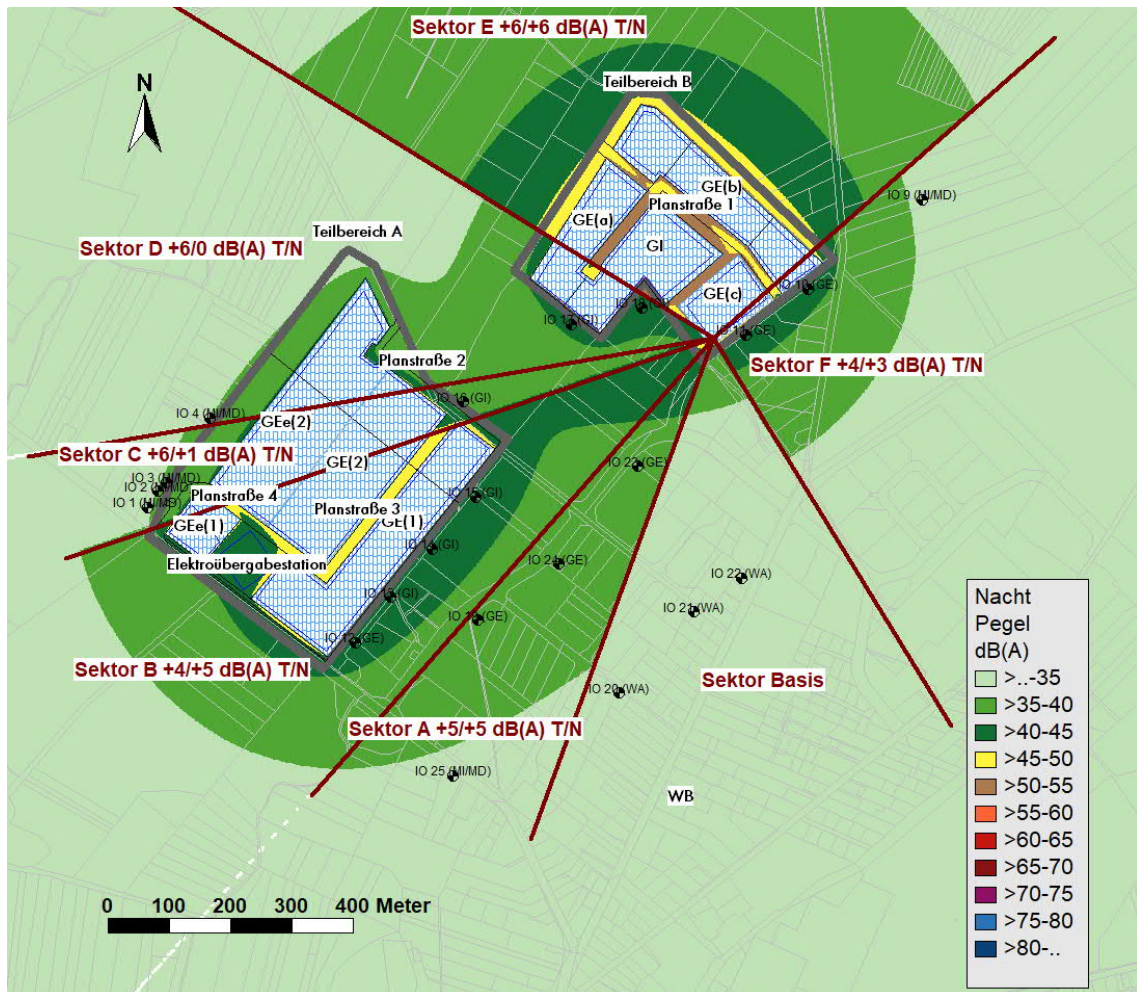 Sektor E +6/+6 dB(A) T/N
N
Teilbereich B
GE(b)
IO 9 (MI/MD)
Planstraße 1
GE(a)
Teilbereich A
Sektor D +6/0 dB(A) T/N
GI
GE(c)
IO 10 (GE)
IO 17 (GI)
IO 11 (GE)
Planstraße 2
Sektor F +4/+3 dB(A) T/N
IO 16 (GI)
IO 4 (MI/MD)
GEe(2)
Sektor C +6/+1 dB(A) T/N
GE(2)
IO 23 (GE)
IO 3 (MI/MD)
IO 2 (MI/MD)
Planstraße 4
IO 15 (GI)
IO 1 (MI/MD)
Planstraße 3
GEe(1)
GE(1)
IO 14 (GI)
Elektroübergabestation
IO 24 (GE)
IO 22 (WA)
IO 13 (GI)
IO 21 (WA)
IO 19 (GE)
IO 12 (GE)
Sektor B +4/+5 dB(A) T/N
Sektor Basis
IO 20 (WA)
Sektor A +5/+5 dB(A) T/N
IO 25 (MI/MD)
WB
0 100 200 300 400 Meter
Nacht
Pegel
dB(A)
>..-35
>35-40
>40-45
>45-50
>50-55
>55-60
>60-65
>65-70
>70-75
>75-80
>80-..